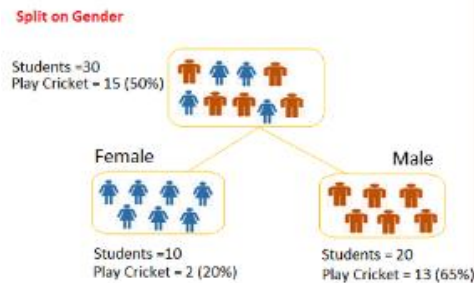 Split on Gender
Students =30
Play Cricket = 15 (50%)
Female
Male
Students =10
Play Cricket = 2 (20%)
Students = 20
Play Cricket = 13 (65%)